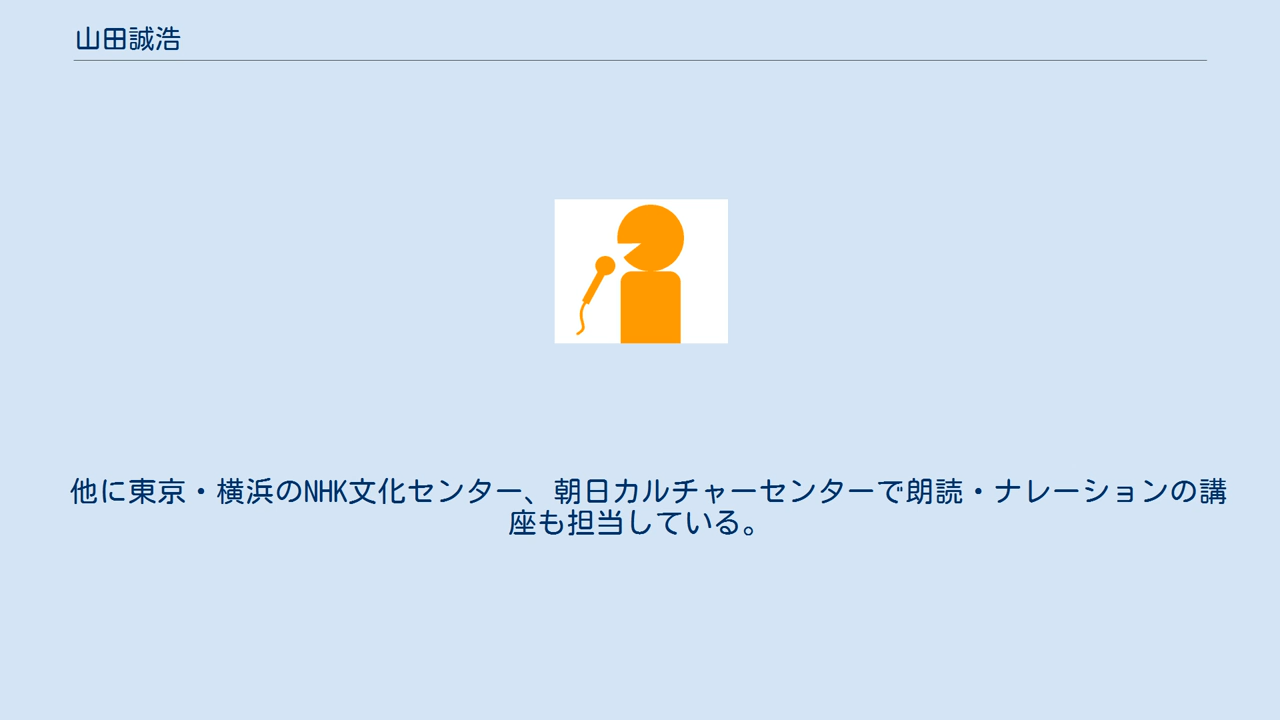 山田誠浩
他に東京・横浜のNHK文化センター、朝日カルチャーセンターで朗読・ナレーションの講
座も担当している。